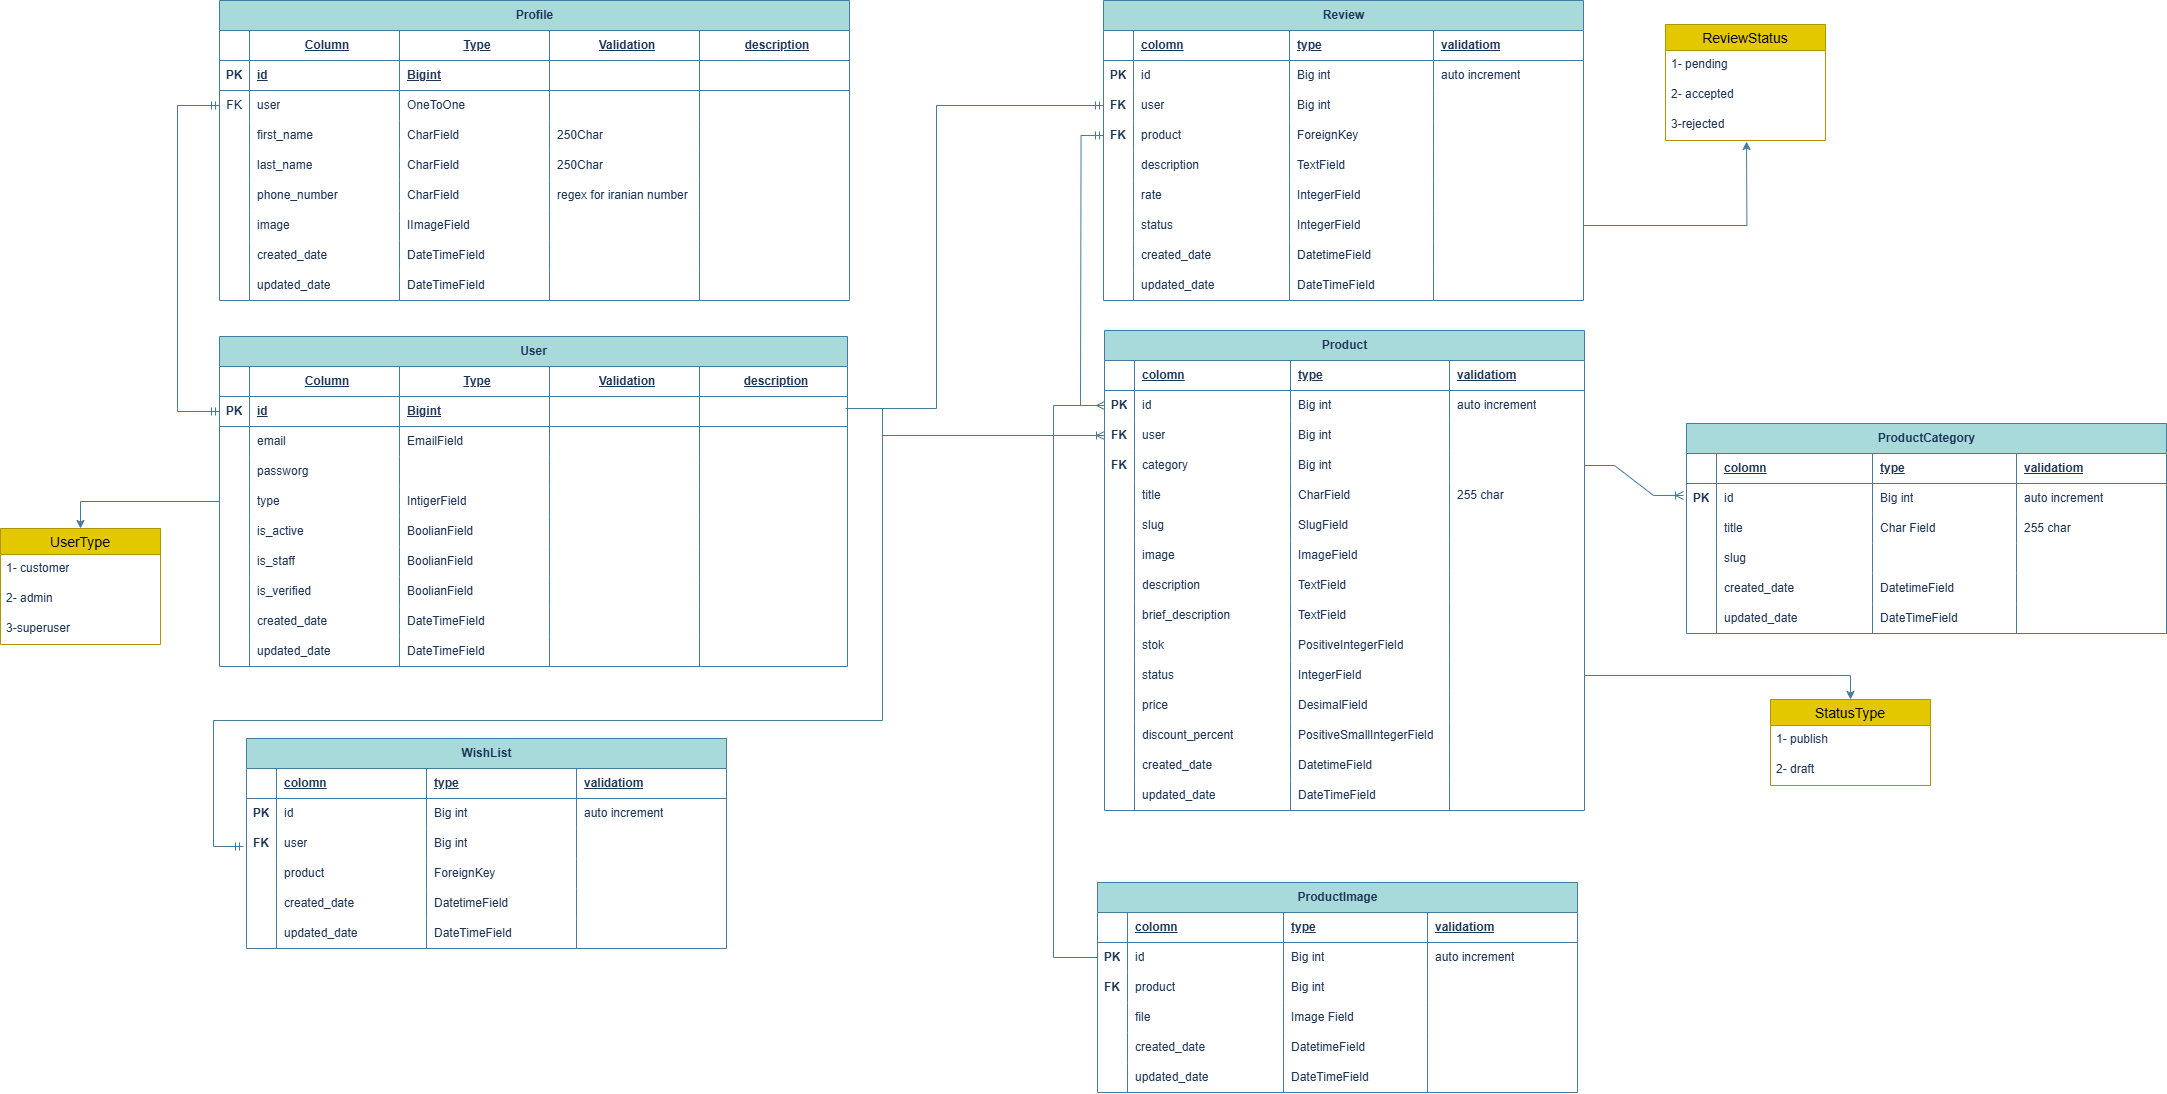 Profile
Column Type Validation description
PK id Bigint
FK user OneToOne
first_name CharField 250Char
last_name CharField 250Char
phone_number CharField regex for iranian number
image IImageField
created_date DateTimeField
updated_date DateTimeField
Review
colomn type validatiom
PK id Big int auto increment
FK user Big int
FK product ForeignKey
description TextField
rate IntegerField
status IntegerField
created_date DatetimeField
updated_date DateTimeField
ReviewStatus
1- pending
2- accepted
3-rejected
User
Column Type Validation description
PK id Bigint
email EmailField
passworg
type IntigerField
is_active BoolianField
is_staff BoolianField
is_verified BoolianField
created_date DateTimeField
updated_date DateTimeField
UserType
1- customer
2- admin
3-superuser
Product
colomn type validatiom
PK id Big int auto increment
FK user Big int
FK category Big int
title CharField 255 char
slug SlugField
image ImageField
description TextField
brief_description TextField
stok PositiveIntegerField
status IntegerField
price DesimalField
discount_percent PositiveSmallIntegerField
created_date DatetimeField
updated_date DateTimeField
ProductCategory
colomn type validatiom
PK id Big int auto increment
title Char Field 255 char
slug
created_date DatetimeField
updated_date DateTimeField
StatusType
1- publish
2- draft
WishList
colomn type validatiom
PK id Big int auto increment
FK user Big int
product ForeignKey
created_date DatetimeField
updated_date DateTimeField
ProductImage
colomn type validatiom
PK id Big int auto increment
FK product Big int
file Image Field
created_date DatetimeField
updated_date DateTimeField